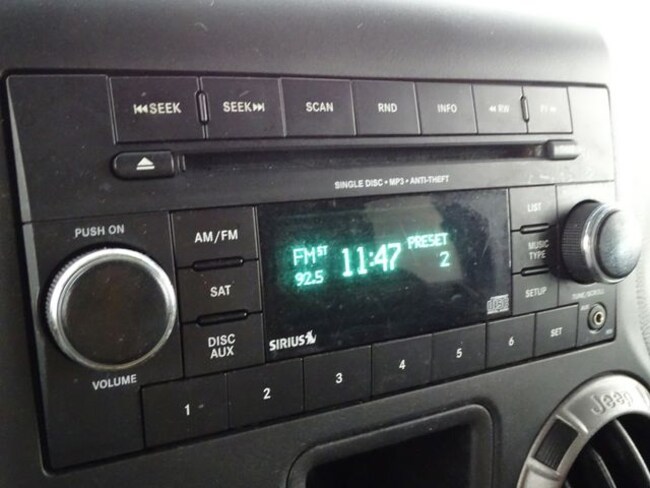 SEEK SEEK SCAN RND INFO RW
SINGLE DISC • MP3 • ANTI-THEFT
PUSH ON
VOLUME
AM/FM
SAT
DISC AUX
FM ST 11:47 PRESET
92.5 2
SIRIUS
LIST
MUSIC TYPE
SETUP
TUNE/SCROLL
1 2 3 4 5 6 SET
Jeep